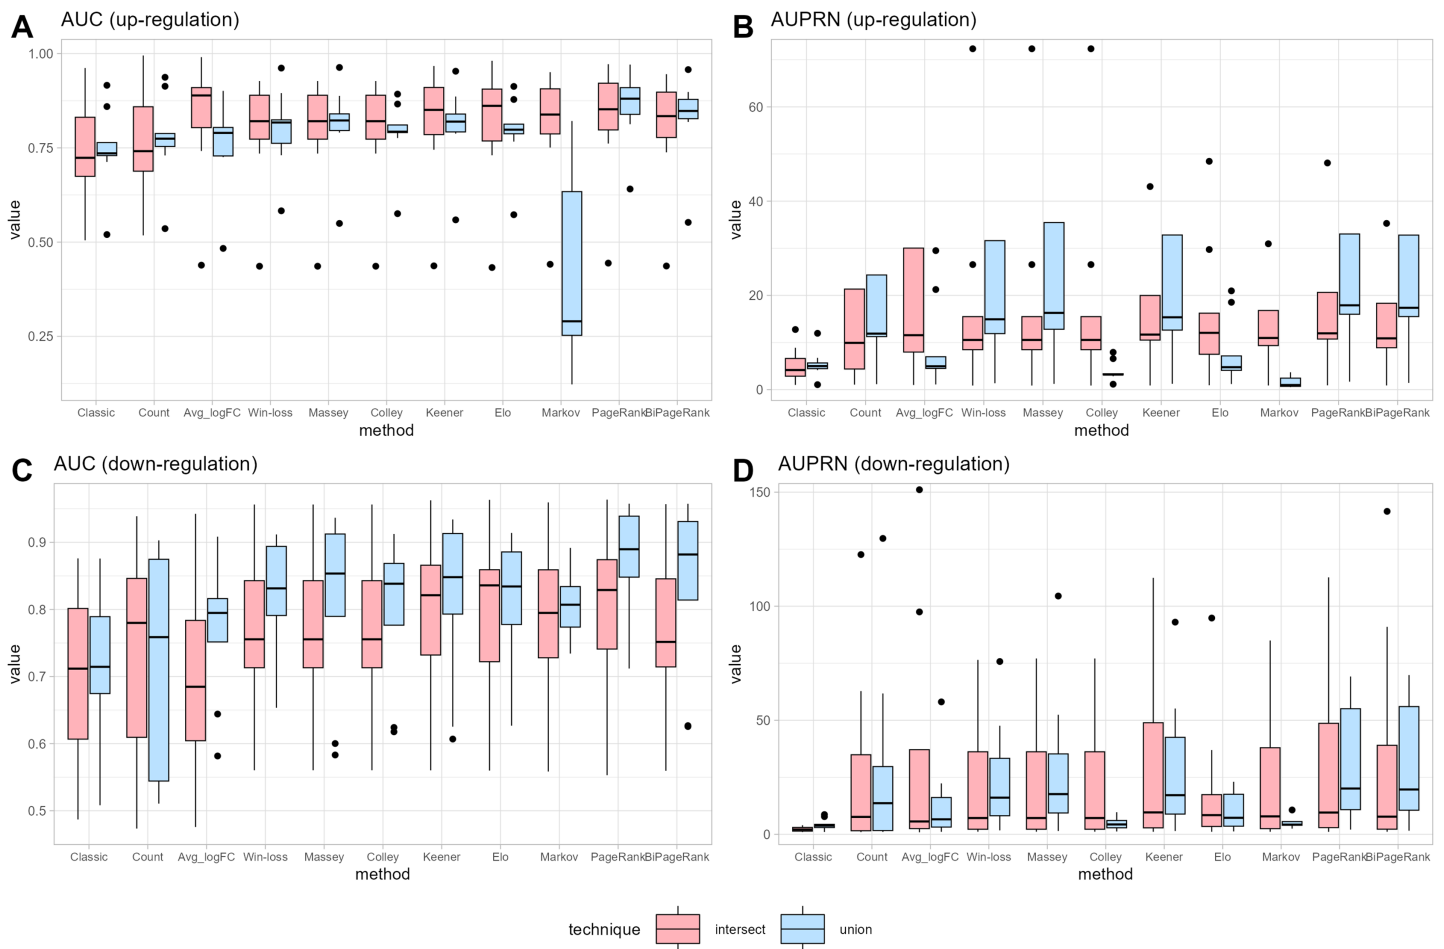 A AUC (up-regulation)
value
1.00
0.75
0.50
0.25
Classic Count Avg_logFC Win-loss Massey Colley Keener Elo Markov PageRank BiPageRank
method
B AUPRN (up-regulation)
value
60
40
20
0
Classic Count Avg_logFC Win-loss Massey Colley Keener Elo Markov PageRank BiPageRank
method
C AUC (down-regulation)
value
0.9
0.8
0.7
0.6
0.5
Classic Count Avg_logFC Win-loss Massey Colley Keener Elo Markov PageRank BiPageRank
method
D AUPRN (down-regulation)
value
150
100
50
0
Classic Count Avg_logFC Win-loss Massey Colley Keener Elo Markov PageRank BiPageRank
method
technique intersect union